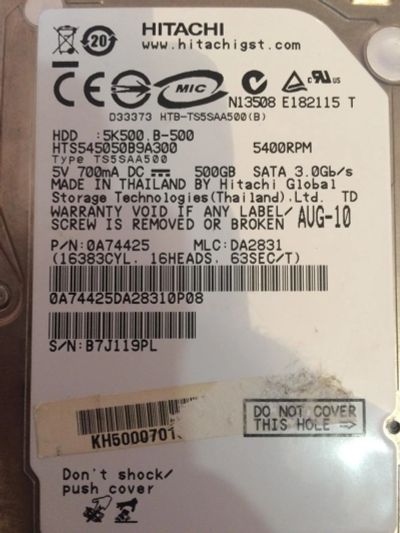 HITACHI
www.hitachigst.com
20
MIC
N13508 E182115 T
D33373 HTB-TS5SAA500(B)
HDD :5K500.B-500
HTS545050B9A300 5400RPM
Type TS5SAA500
5V 700mA DC 500GB SATA 3.0Gb/s
MADE IN THAILAND BY Hitachi Global
Storage Technologies(Thailand).Ltd. TD
WARRANTY VOID IF ANY LABEL/ AUG-10
SCREW IS REMOVED OR BROKEN
P/N:0A74425 MLC:DA2831
(16383CYL. 16HEADS. 63SEC/T)
0A74425DA28310P08
S/N:B7J119PL
DO NOT COVER
THIS HOLE
Don't shock/
push cover